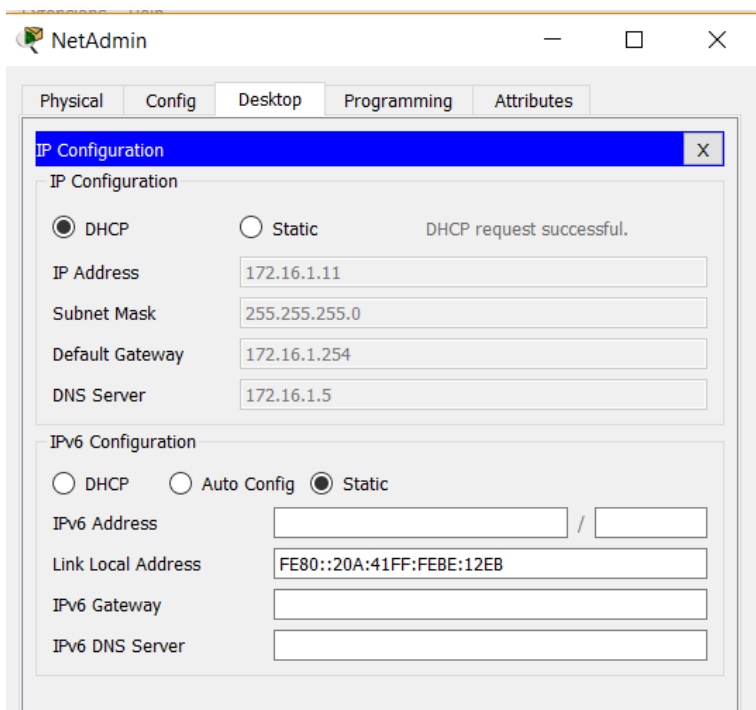 Extensions Help
NetAdmin
Physical Config Desktop Programming Attributes
IP Configuration X
IP Configuration
DHCP Static DHCP request successful.
IP Address 172.16.1.11
Subnet Mask 255.255.255.0
Default Gateway 172.16.1.254
DNS Server 172.16.1.5
IPv6 Configuration
DHCP Auto Config Static
IPv6 Address /
Link Local Address FE80::20A:41FF:FEBE:12EB
IPv6 Gateway
IPv6 DNS Server